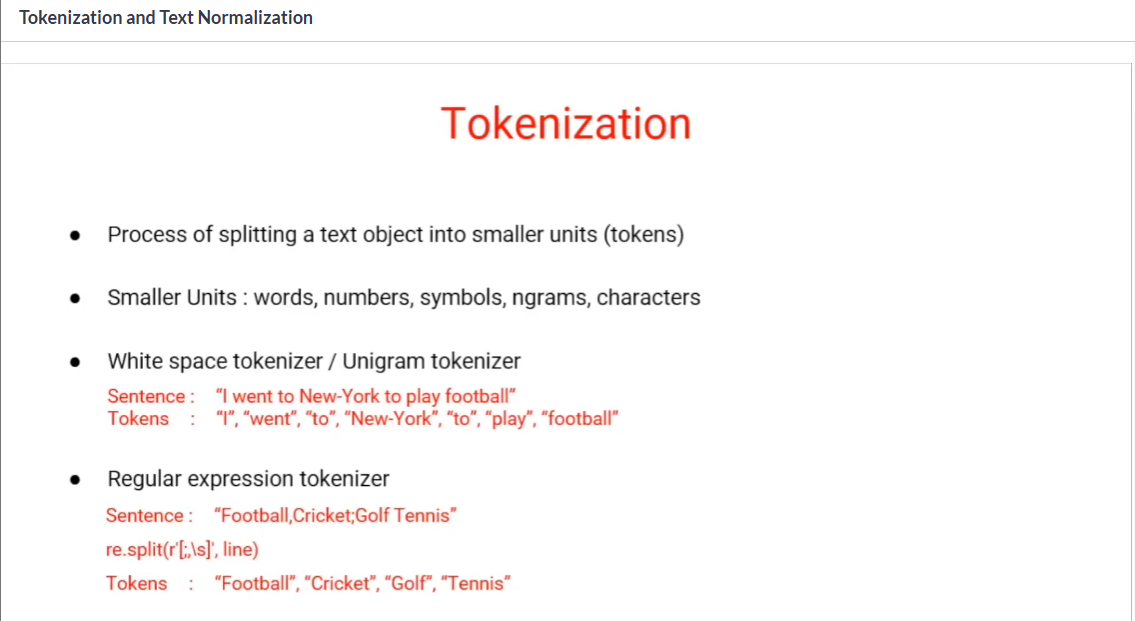 Tokenization and Text Normalization
Tokenization
● Process of splitting a text object into smaller units (tokens)
● Smaller Units : words, numbers, symbols, ngrams, characters
● White space tokenizer / Unigram tokenizer
Sentence : “I went to New-York to play football”
Tokens : “I”, “went”, “to”, “New-York”, “to”, “play”, “football”
● Regular expression tokenizer
Sentence : “Football,Cricket;Golf Tennis”
re.split(r'[;,\s]', line)
Tokens : “Football”, “Cricket”, “Golf”, “Tennis”